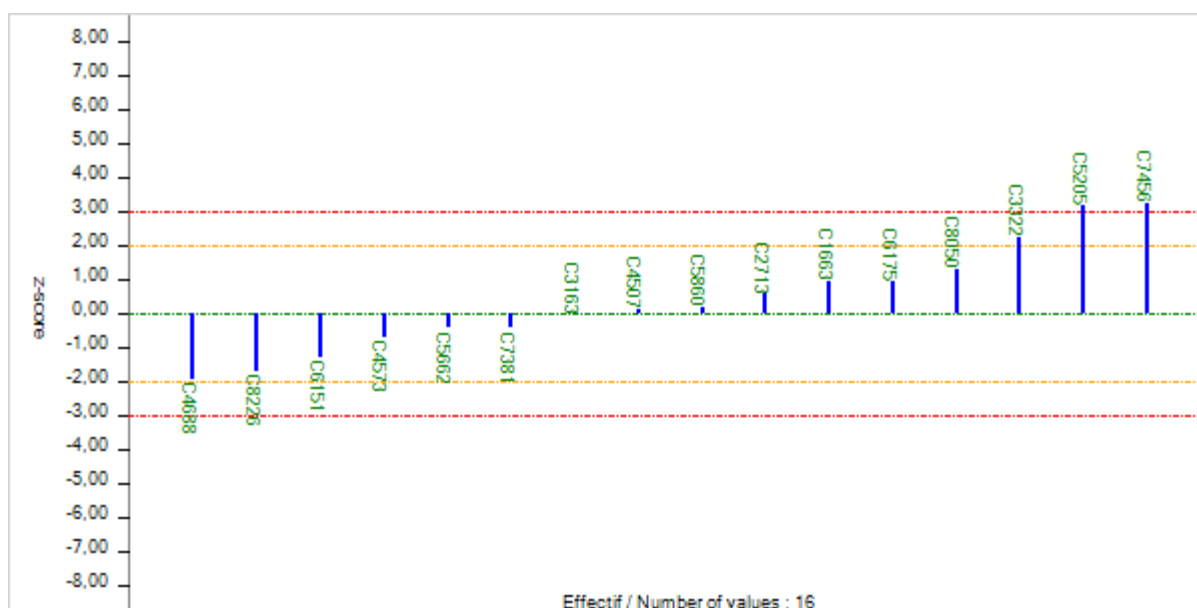 8,00
7,00
6,00
5,00
4,00
3,00
2,00
1,00
0,00
-1,00
-2,00
-3,00
-4,00
-5,00
-6,00
-7,00
-8,00
z-score
C4688
C8226
C6151
C4573
C5662
C7381
C3163
C4507
C5860
C2713
C1663
C6175
C8050
C3322
C5205
C7456
Effectif / Number of values : 16